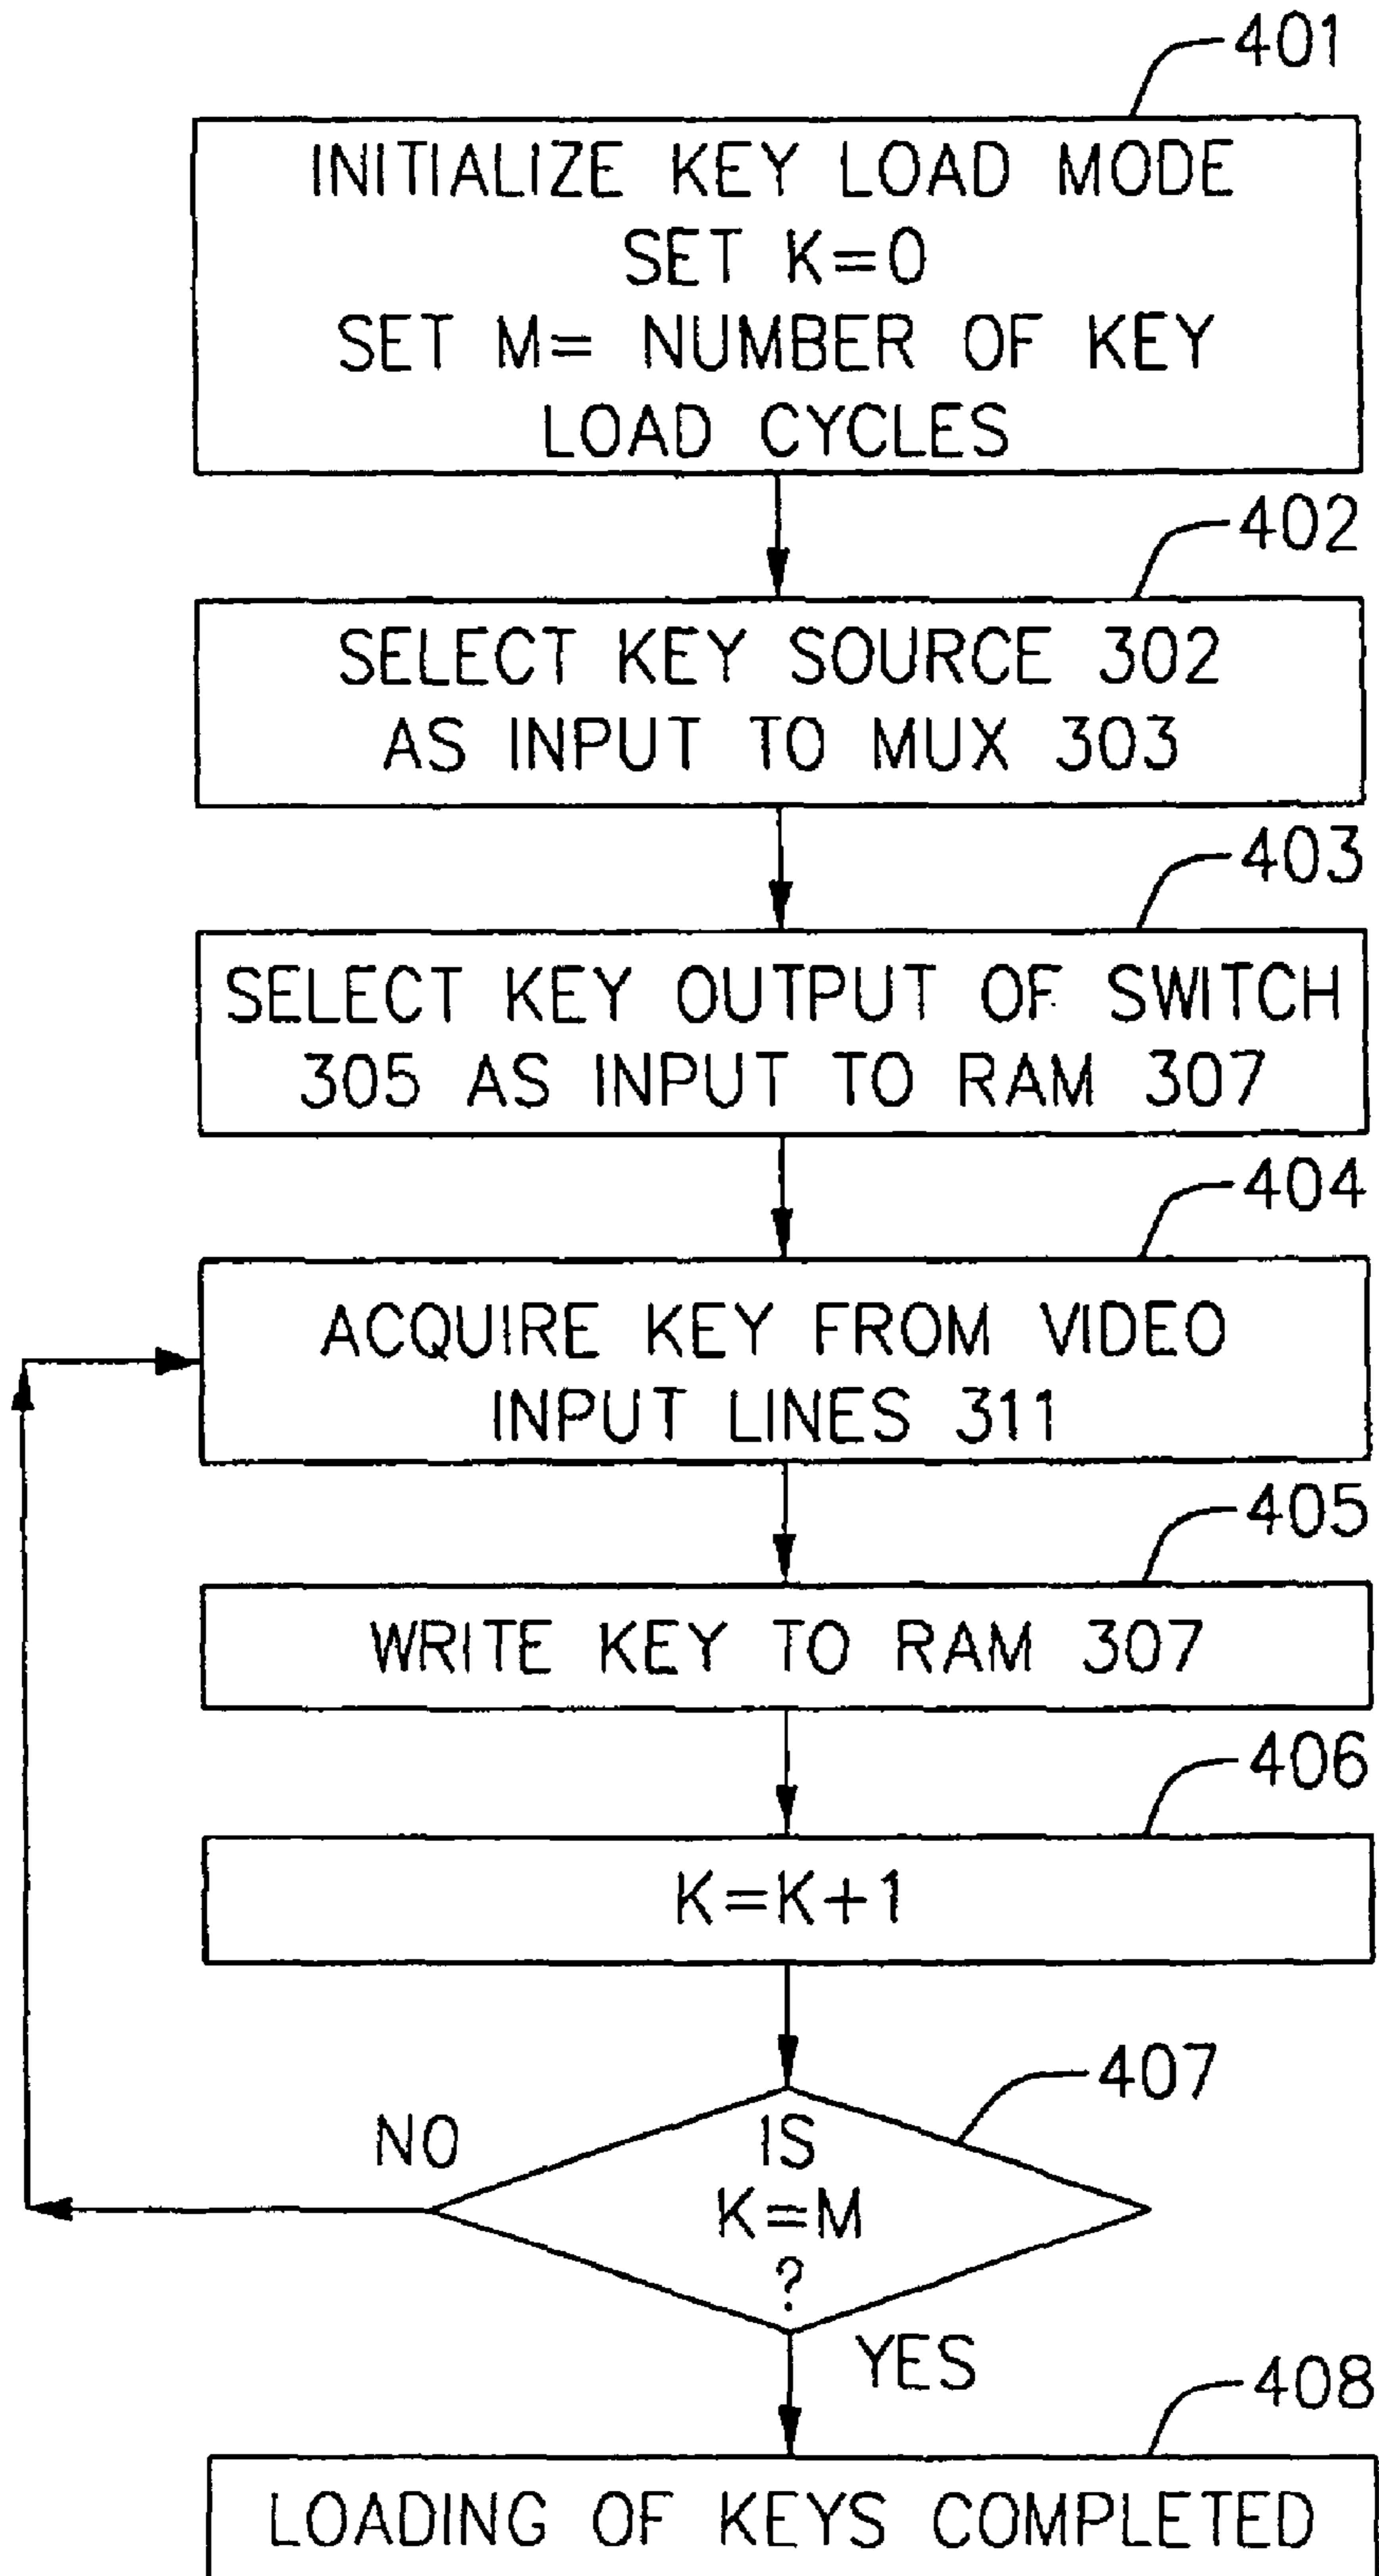 401
INITIALIZE KEY LOAD MODE
SET K=0
SET M= NUMBER OF KEY
LOAD CYCLES
402
SELECT KEY SOURCE 302
AS INPUT TO MUX 303
403
SELECT KEY OUTPUT OF SWITCH
305 AS INPUT TO RAM 307
404
ACQUIRE KEY FROM VIDEO
INPUT LINES 311
405
WRITE KEY TO RAM 307
406
K=K+1
407
NO
IS
K=M
?
YES
408
LOADING OF KEYS COMPLETED